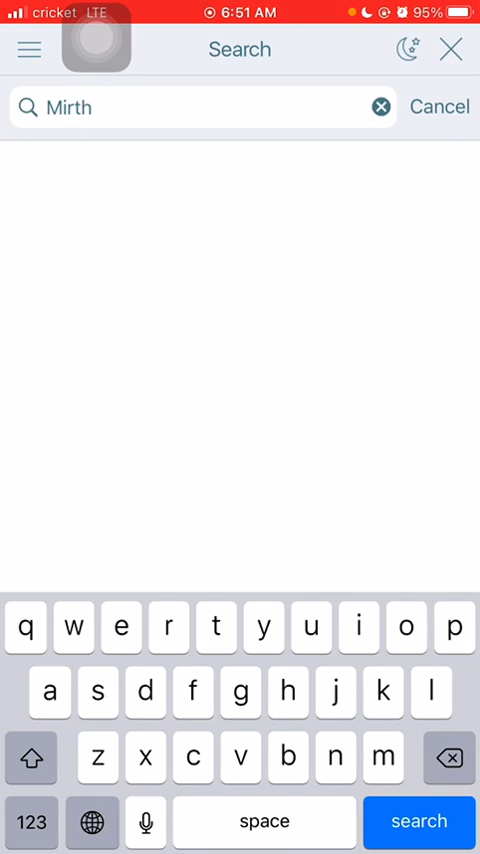 cricket LTE 6:51 AM 95%
Search
Mirth Cancel
q w e r t y u i o p
a s d f g h j k l
z x c v b n m
123 space search